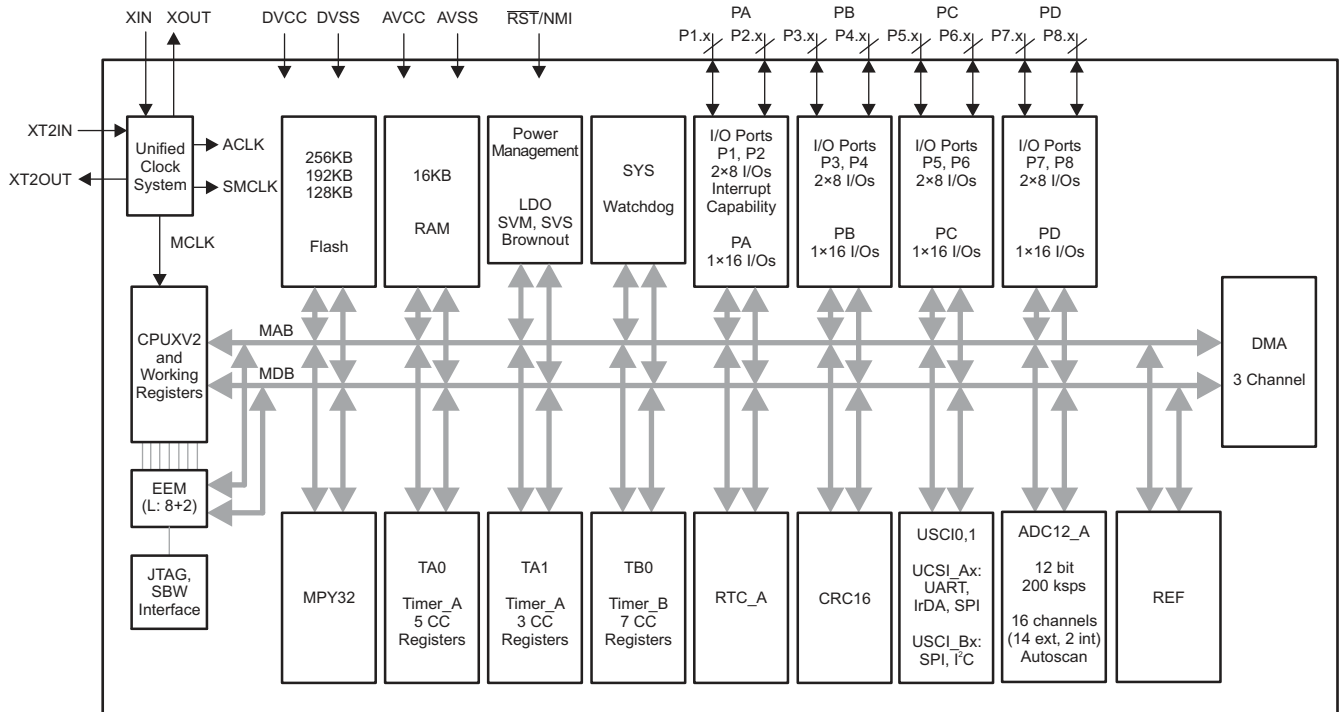 XIN XOUT DVCC DVSS AVCC AVSS RST/NMI PA PB PC PD
P1.x P2.x P3.x P4.x P5.x P6.x P7.x P8.x
XT2IN
XT2OUT
Unified
Clock
System
ACLK
SMCLK
MCLK
256KB
192KB
128KB
Flash
16KB
RAM
Power
Management
LDO
SVM, SVS
Brownout
SYS
Watchdog
I/O Ports
P1, P2
2×8 I/Os
Interrupt
Capability
PA
1×16 I/Os
I/O Ports
P3, P4
2×8 I/Os
PB
1×16 I/Os
I/O Ports
P5, P6
2×8 I/Os
PC
1×16 I/Os
I/O Ports
P7, P8
2×8 I/Os
PD
1×16 I/Os
CPUXV2
and
Working
Registers
MAB
MDB
DMA
3 Channel
EEM
(L: 8+2)
JTAG,
SBW
Interface
MPY32
TA0
Timer_A
5 CC
Registers
TA1
Timer_A
3 CC
Registers
TB0
Timer_B
7 CC
Registers
RTC_A
CRC16
USCI0,1
UCSI_Ax:
UART,
IrDA, SPI
USCI_Bx:
SPI, I²C
ADC12_A
12 bit
200 ksps
16 channels
(14 ext, 2 int)
Autoscan
REF